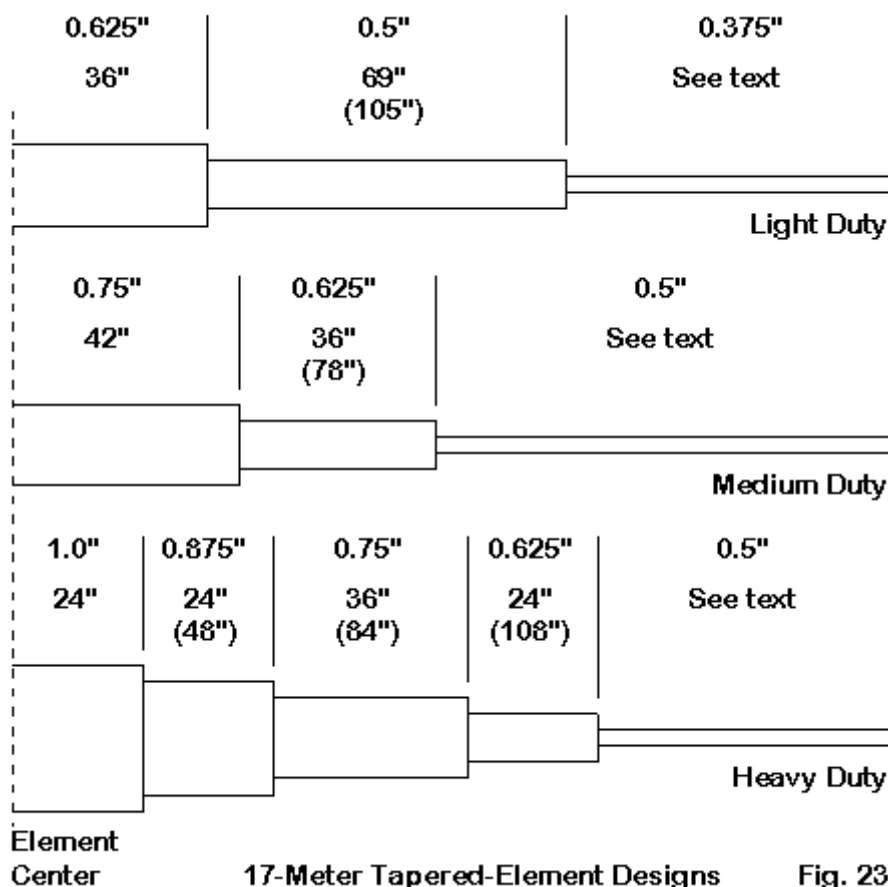 0.625" 0.5" 0.375"
36" 69" See text
(105")
Light Duty
0.75" 0.625" 0.5"
42" 36" See text
(78")
Medium Duty
1.0" 0.875" 0.75" 0.625" 0.5"
24" 24" 36" 24" See text
(48") (84") (108")
Heavy Duty
Element
Center 17-Meter Tapered-Element Designs Fig. 23